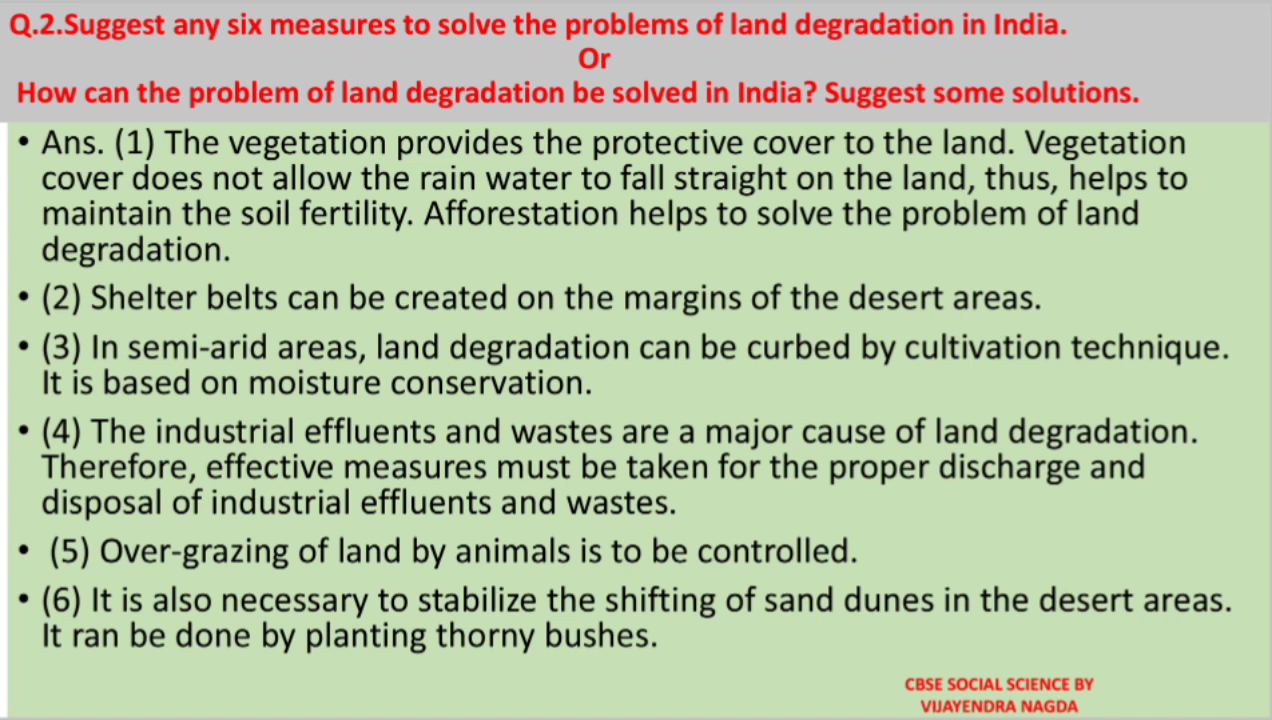 Q.2.Suggest any six measures to solve the problems of land degradation in India.
Or
How can the problem of land degradation be solved in India? Suggest some solutions.
• Ans. (1) The vegetation provides the protective cover to the land. Vegetation
cover does not allow the rain water to fall straight on the land, thus, helps to
maintain the soil fertility. Afforestation helps to solve the problem of land
degradation.
• (2) Shelter belts can be created on the margins of the desert areas.
• (3) In semi-arid areas, land degradation can be curbed by cultivation technique.
It is based on moisture conservation.
• (4) The industrial effluents and wastes are a major cause of land degradation.
Therefore, effective measures must be taken for the proper discharge and
disposal of industrial effluents and wastes.
• (5) Over-grazing of land by animals is to be controlled.
• (6) It is also necessary to stabilize the shifting of sand dunes in the desert areas.
It ran be done by planting thorny bushes.
CBSE SOCIAL SCIENCE BY
VIJAYENDRA NAGDA